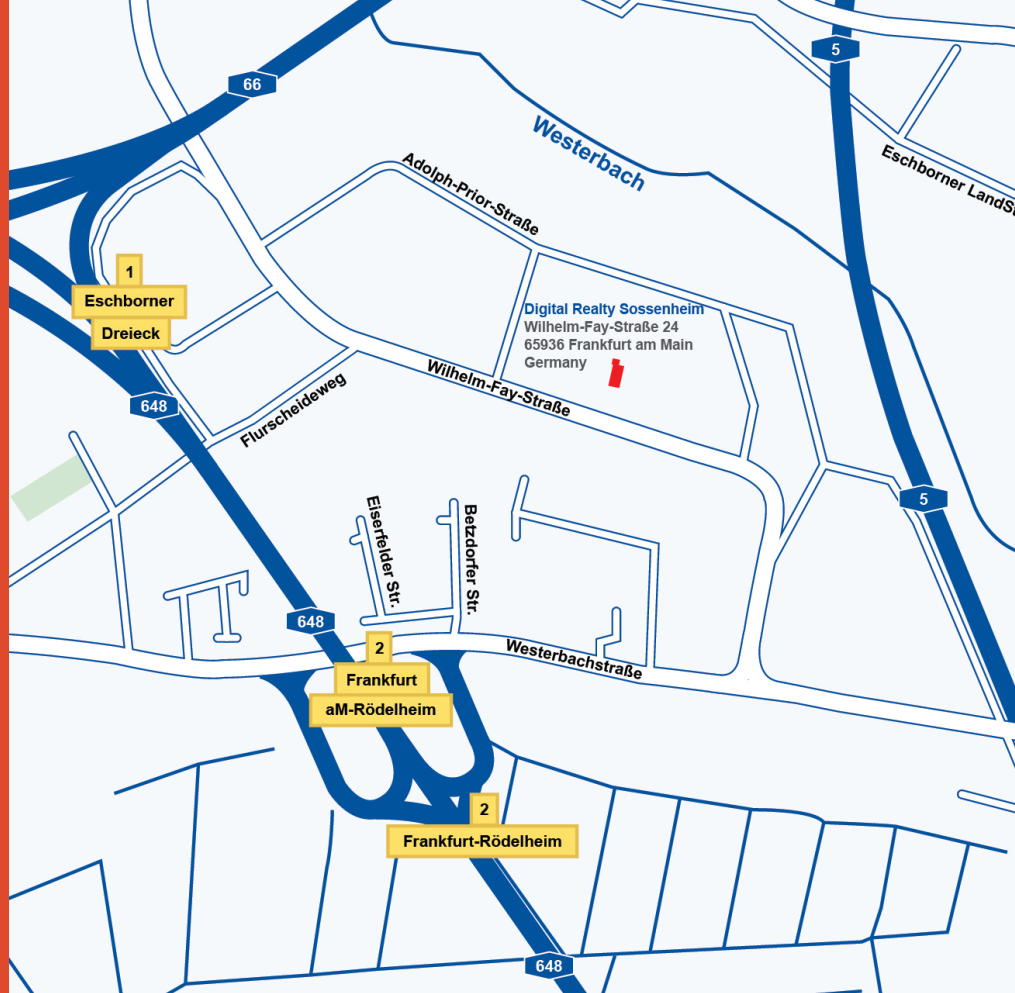 5
66
Westerbach
Adolph-Prior-Straße
Eschborner LandSt
1
Eschborner
Dreieck
Digital Realty Sossenheim
Wilhelm-Fay-Straße 24
65936 Frankfurt am Main
Germany
Wilhelm-Fay-Straße
Flurscheideweg
648
5
Eiserfelder Str.
Betzdorfer Str.
648
2
Frankfurt
aM-Rödelheim
Westerbachstraße
2
Frankfurt-Rödelheim
648